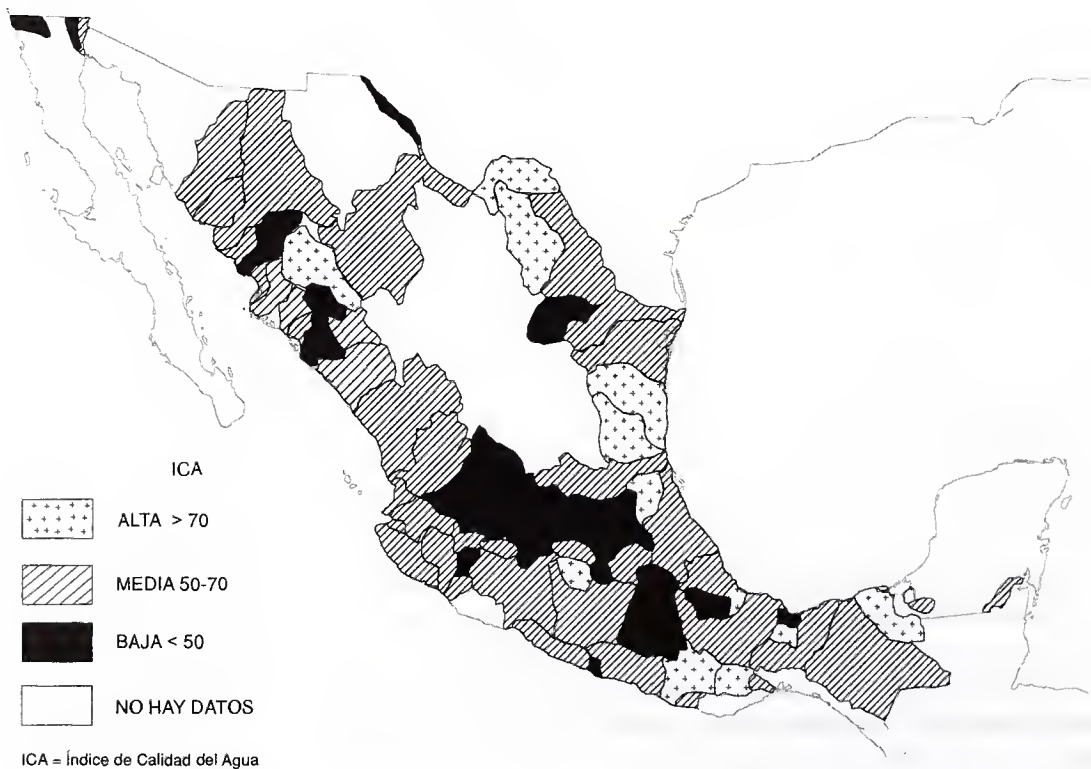 ICA
ALTA > 70
MEDIA 50-70
BAJA < 50
NO HAY DATOS
ICA = Índice de Calidad del Agua